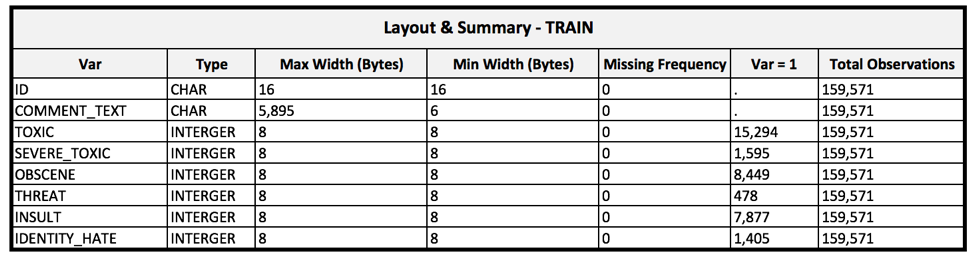 Layout & Summary - TRAIN
Var Type Max Width (Bytes) Min Width (Bytes) Missing Frequency Var = 1 Total Observations
ID CHAR 16 16 0 . 159,571
COMMENT_TEXT CHAR 5,895 6 0 . 159,571
TOXIC INTERGER 8 8 0 15,294 159,571
SEVERE_TOXIC INTERGER 8 8 0 1,595 159,571
OBSCENE INTERGER 8 8 0 8,449 159,571
THREAT INTERGER 8 8 0 478 159,571
INSULT INTERGER 8 8 0 7,877 159,571
IDENTITY_HATE INTERGER 8 8 0 1,405 159,571